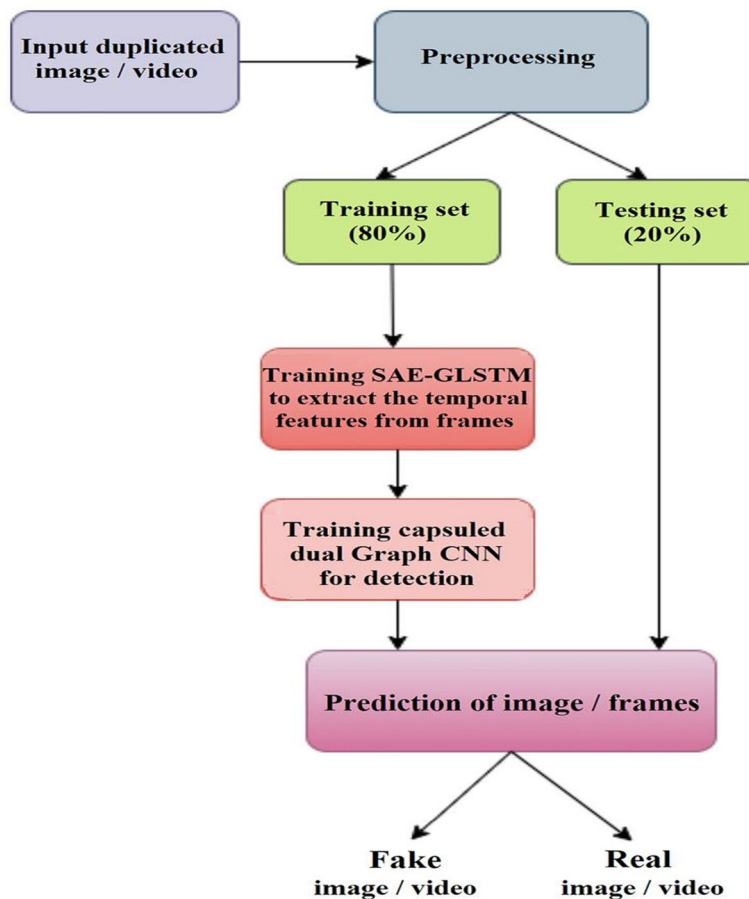 Input duplicated
image / video
Preprocessing
Training set
(80%)
Testing set
(20%)
Training SAE-GLSTM
to extract the temporal
features from frames
Training capsuled
dual Graph CNN
for detection
Prediction of image / frames
Fake
image / video
Real
image / video